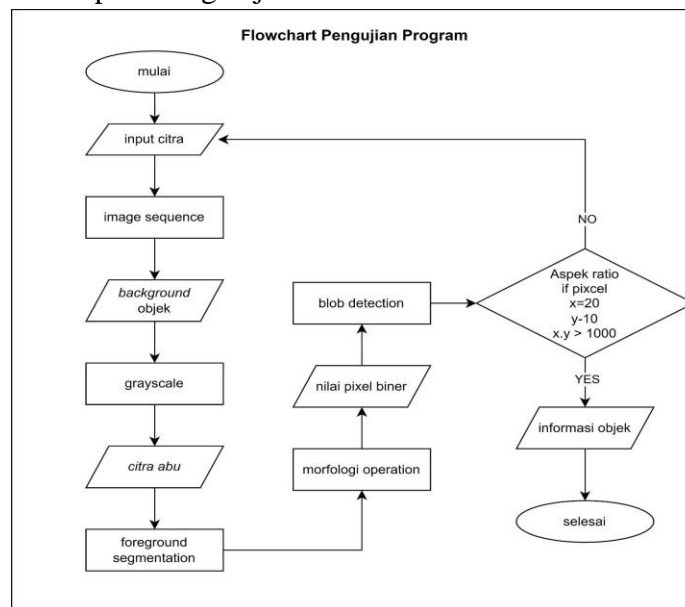 Flowchart Pengujian Program
mulai
input citra
image sequence
background
objek
grayscale
citra abu
foreground
segmentation
morfologi operation
nilai pixel biner
blob detection
Aspek ratio
if pixcel
x=20
y-10
x.y > 1000
NO
YES
informasi objek
selesai